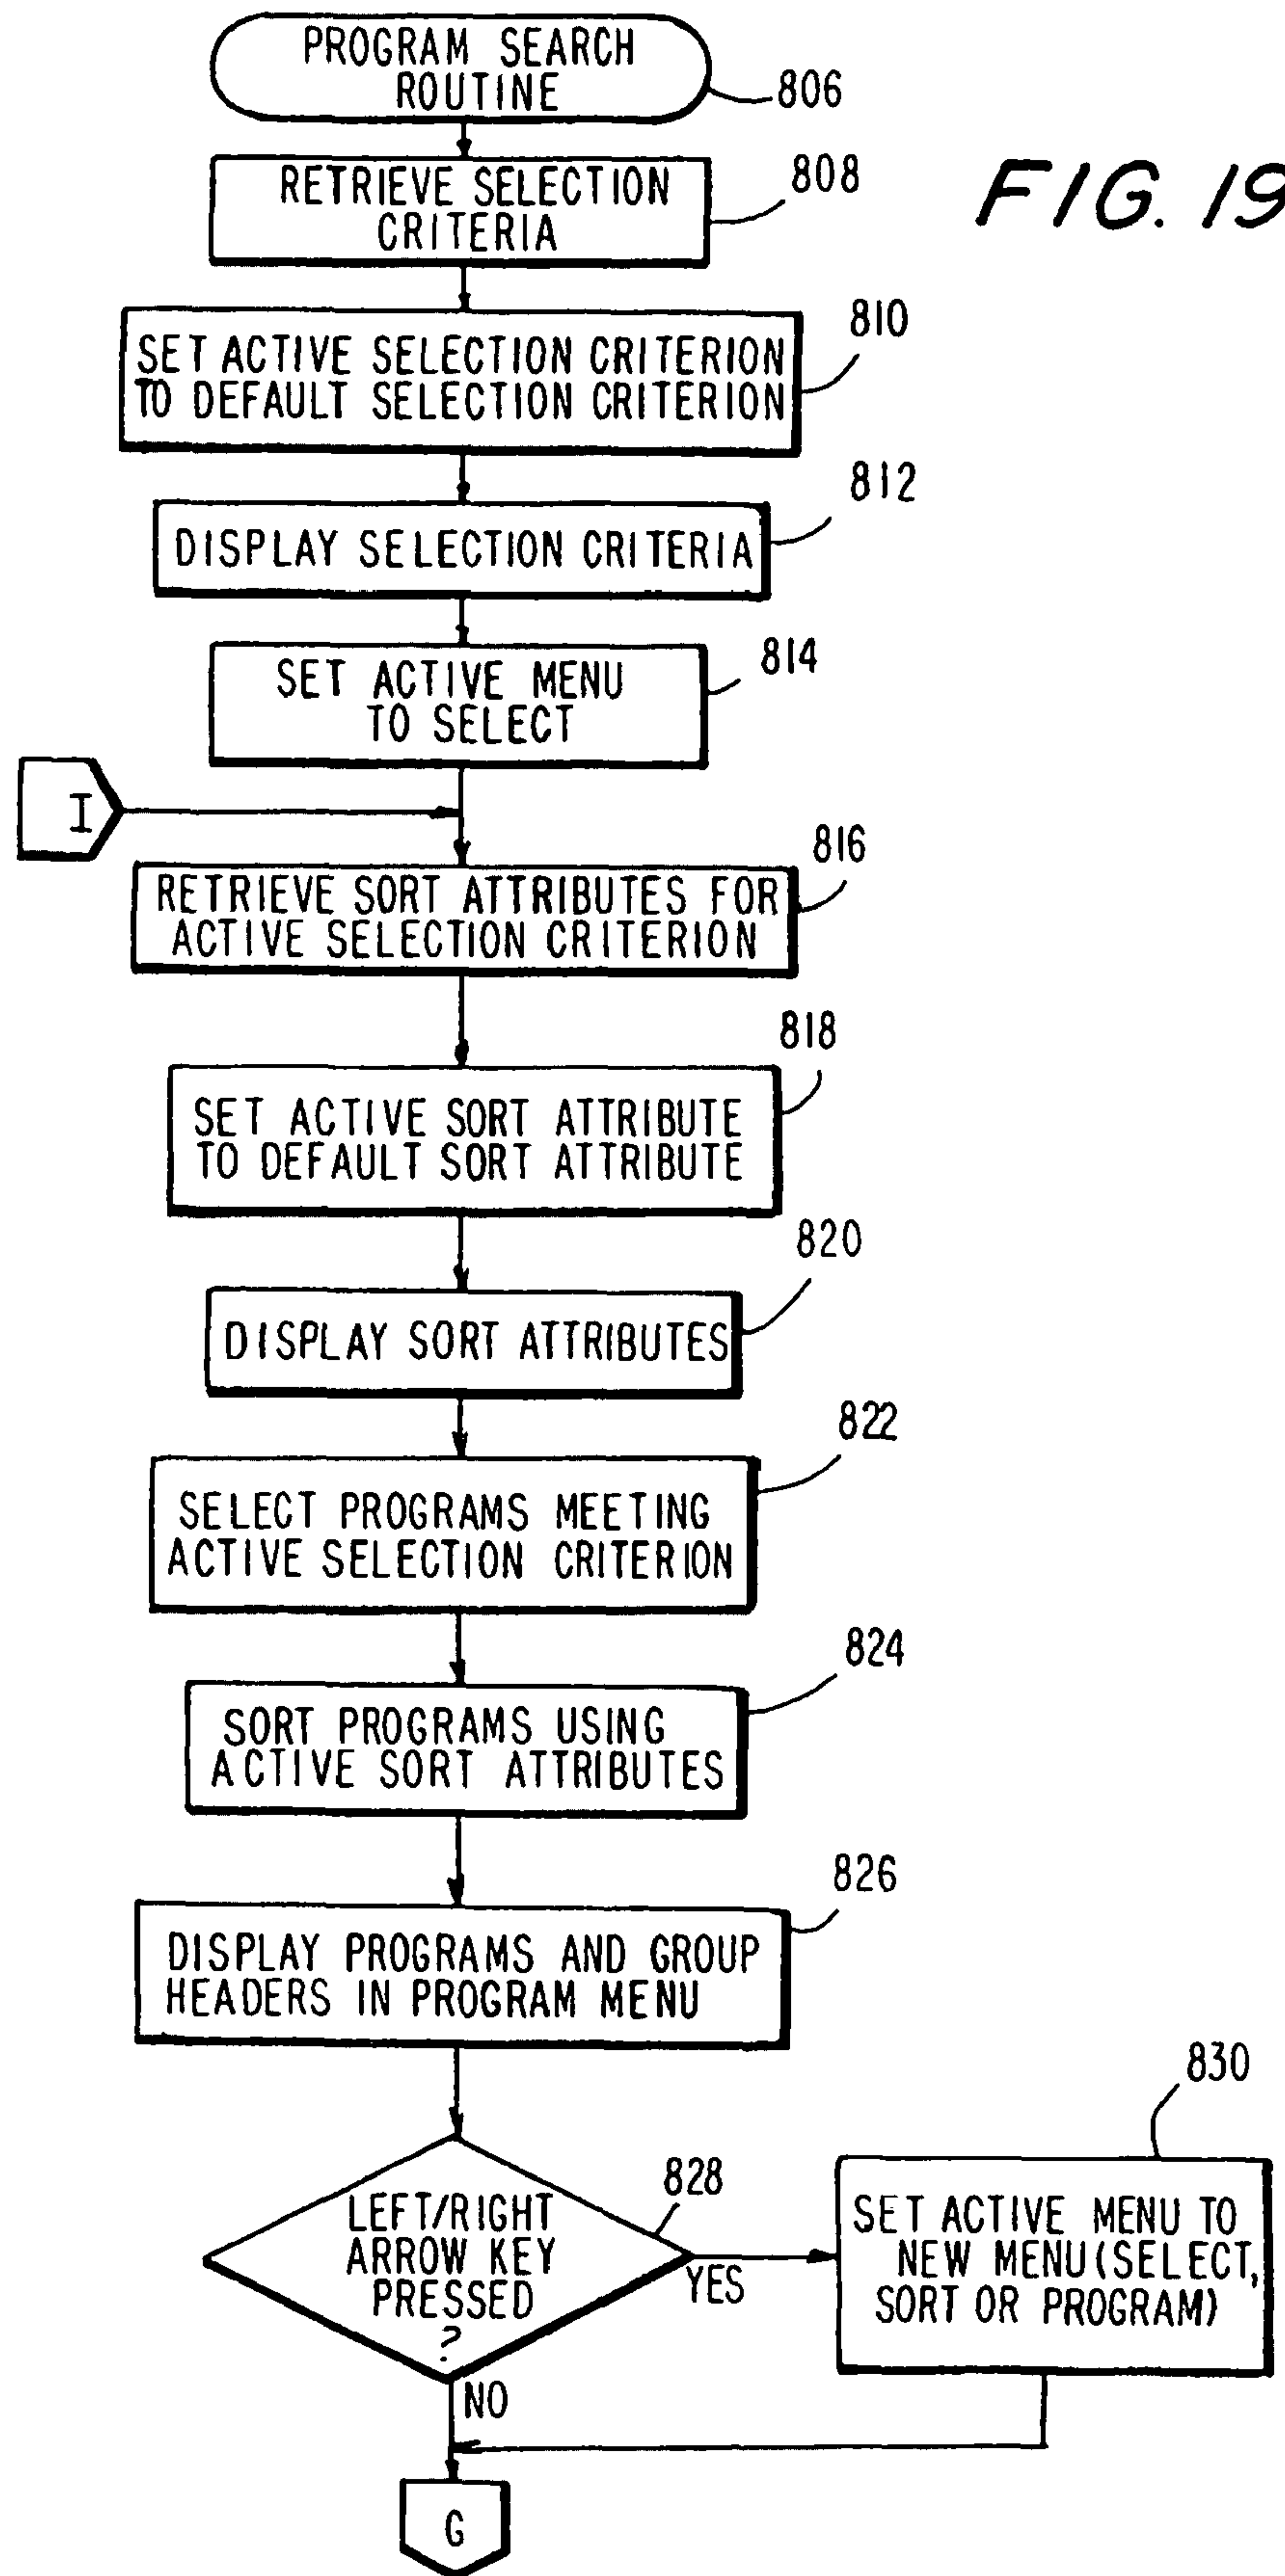 PROGRAM SEARCH
ROUTINE
806
FIG. 19
RETRIEVE SELECTION
CRITERIA
808
SET ACTIVE SELECTION CRITERION
TO DEFAULT SELECTION CRITERION
810
DISPLAY SELECTION CRITERIA
812
SET ACTIVE MENU
TO SELECT
814
I
RETRIEVE SORT ATTRIBUTES FOR
ACTIVE SELECTION CRITERION
816
SET ACTIVE SORT ATTRIBUTE
TO DEFAULT SORT ATTRIBUTE
818
DISPLAY SORT ATTRIBUTES
820
SELECT PROGRAMS MEETING
ACTIVE SELECTION CRITERION
822
SORT PROGRAMS USING
ACTIVE SORT ATTRIBUTES
824
DISPLAY PROGRAMS AND GROUP
HEADERS IN PROGRAM MENU
826
LEFT/RIGHT
ARROW KEY
PRESSED
?
828
YES
NO
830
SET ACTIVE MENU TO
NEW MENU (SELECT,
SORT OR PROGRAM)
G